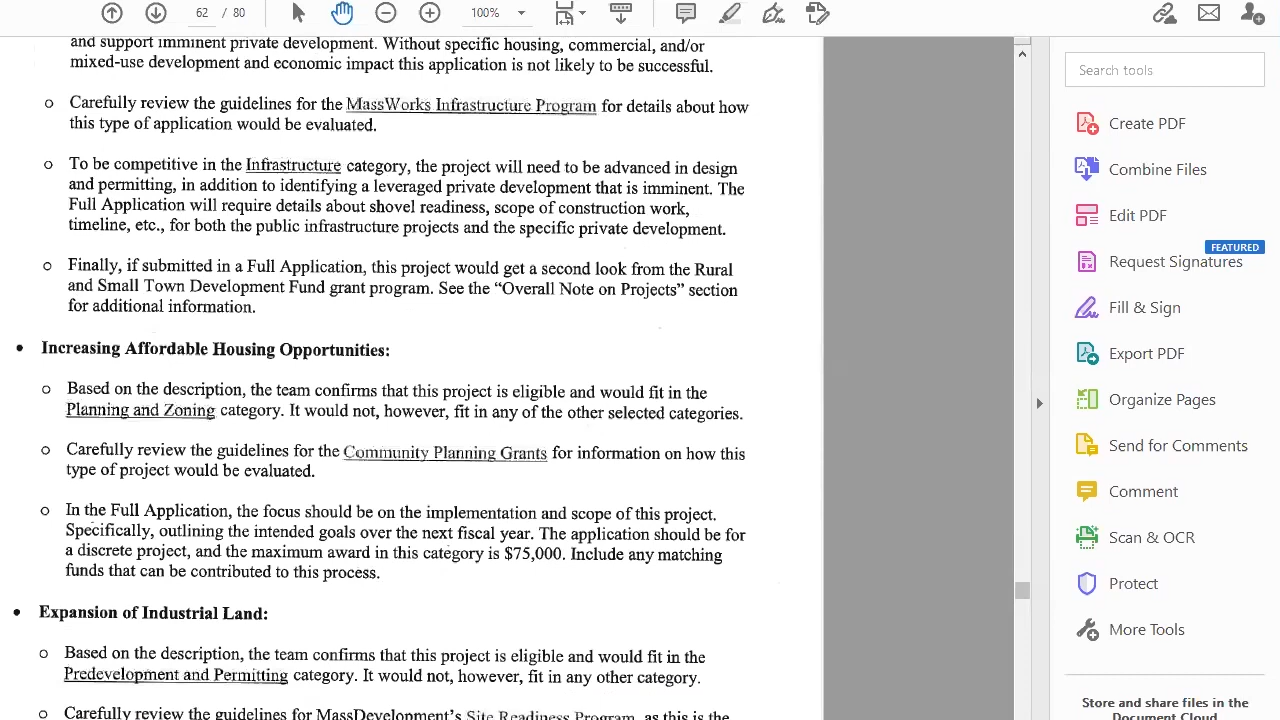 62 / 80
100%
and support imminent private development. Without specific housing, commercial, and/or
mixed-use development and economic impact this application is not likely to be successful.
o Carefully review the guidelines for the MassWorks Infrastructure Program for details about how
this type of application would be evaluated.
o To be competitive in the Infrastructure category, the project will need to be advanced in design
and permitting, in addition to identifying a leveraged private development that is imminent. The
Full Application will require details about shovel readiness, scope of construction work,
timeline, etc., for both the public infrastructure projects and the specific private development.
o Finally, if submitted in a Full Application, this project would get a second look from the Rural
and Small Town Development Fund grant program. See the “Overall Note on Projects” section
for additional information.
• Increasing Affordable Housing Opportunities:
o Based on the description, the team confirms that this project is eligible and would fit in the
Planning and Zoning category. It would not, however, fit in any of the other selected categories.
o Carefully review the guidelines for the Community Planning Grants for information on how this
type of project would be evaluated.
o In the Full Application, the focus should be on the implementation and scope of this project.
Specifically, outlining the intended goals over the next fiscal year. The application should be for
a discrete project, and the maximum award in this category is $75,000. Include any matching
funds that can be contributed to this process.
• Expansion of Industrial Land:
o Based on the description, the team confirms that this project is eligible and would fit in the
Predevelopment and Permitting category. It would not, however, fit in any other category.
o Carefully review the guidelines for MassDevelopment's Site Readiness Program, as this is the
Search tools
Create PDF
Combine Files
Edit PDF
FEATURED
Request Signatures
Fill & Sign
Export PDF
Organize Pages
Send for Comments
Comment
Scan & OCR
Protect
More Tools
Store and share files in the
Document Cloud